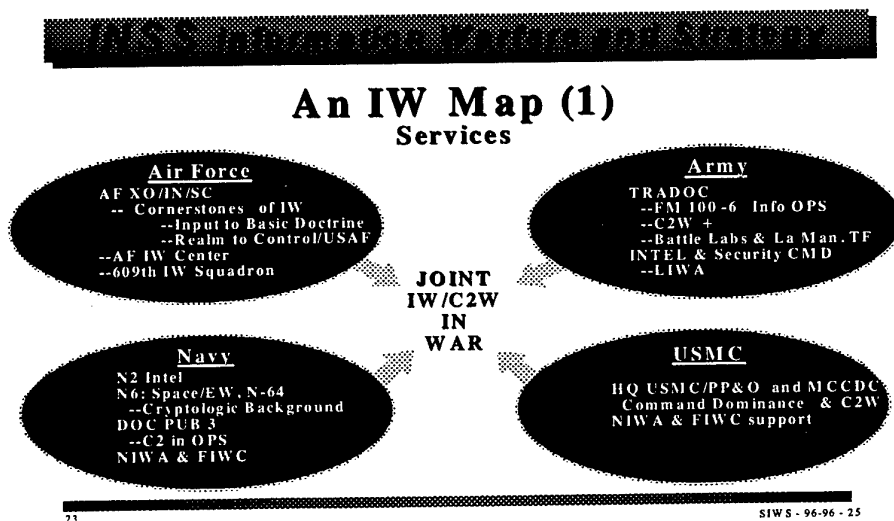 INSS Information Warfare and Strategy
An IW Map (1)
Services
Air Force
AF XO/IN/SC
-- Cornerstones of IW
--Input to Basic Doctrine
--Realm to Control/USAF
--AF IW Center
--609th IW Squadron
Army
TRADOC
--FM 100-6 Info OPS
--C2W +
--Battle Labs & La Man. TF
INTEL & Security CMD
--LIWA
JOINT
IW/C2W
IN
WAR
Navy
N2 Intel
N6: Space/EW, N-64
--Cryptologic Background
DOC PUB 3
--C2 in OPS
NIWA & FIWC
USMC
HQ USMC/PP&O and MCCDC
Command Dominance & C2W
NIWA & FIWC support
23
SIWS - 96-96 - 25